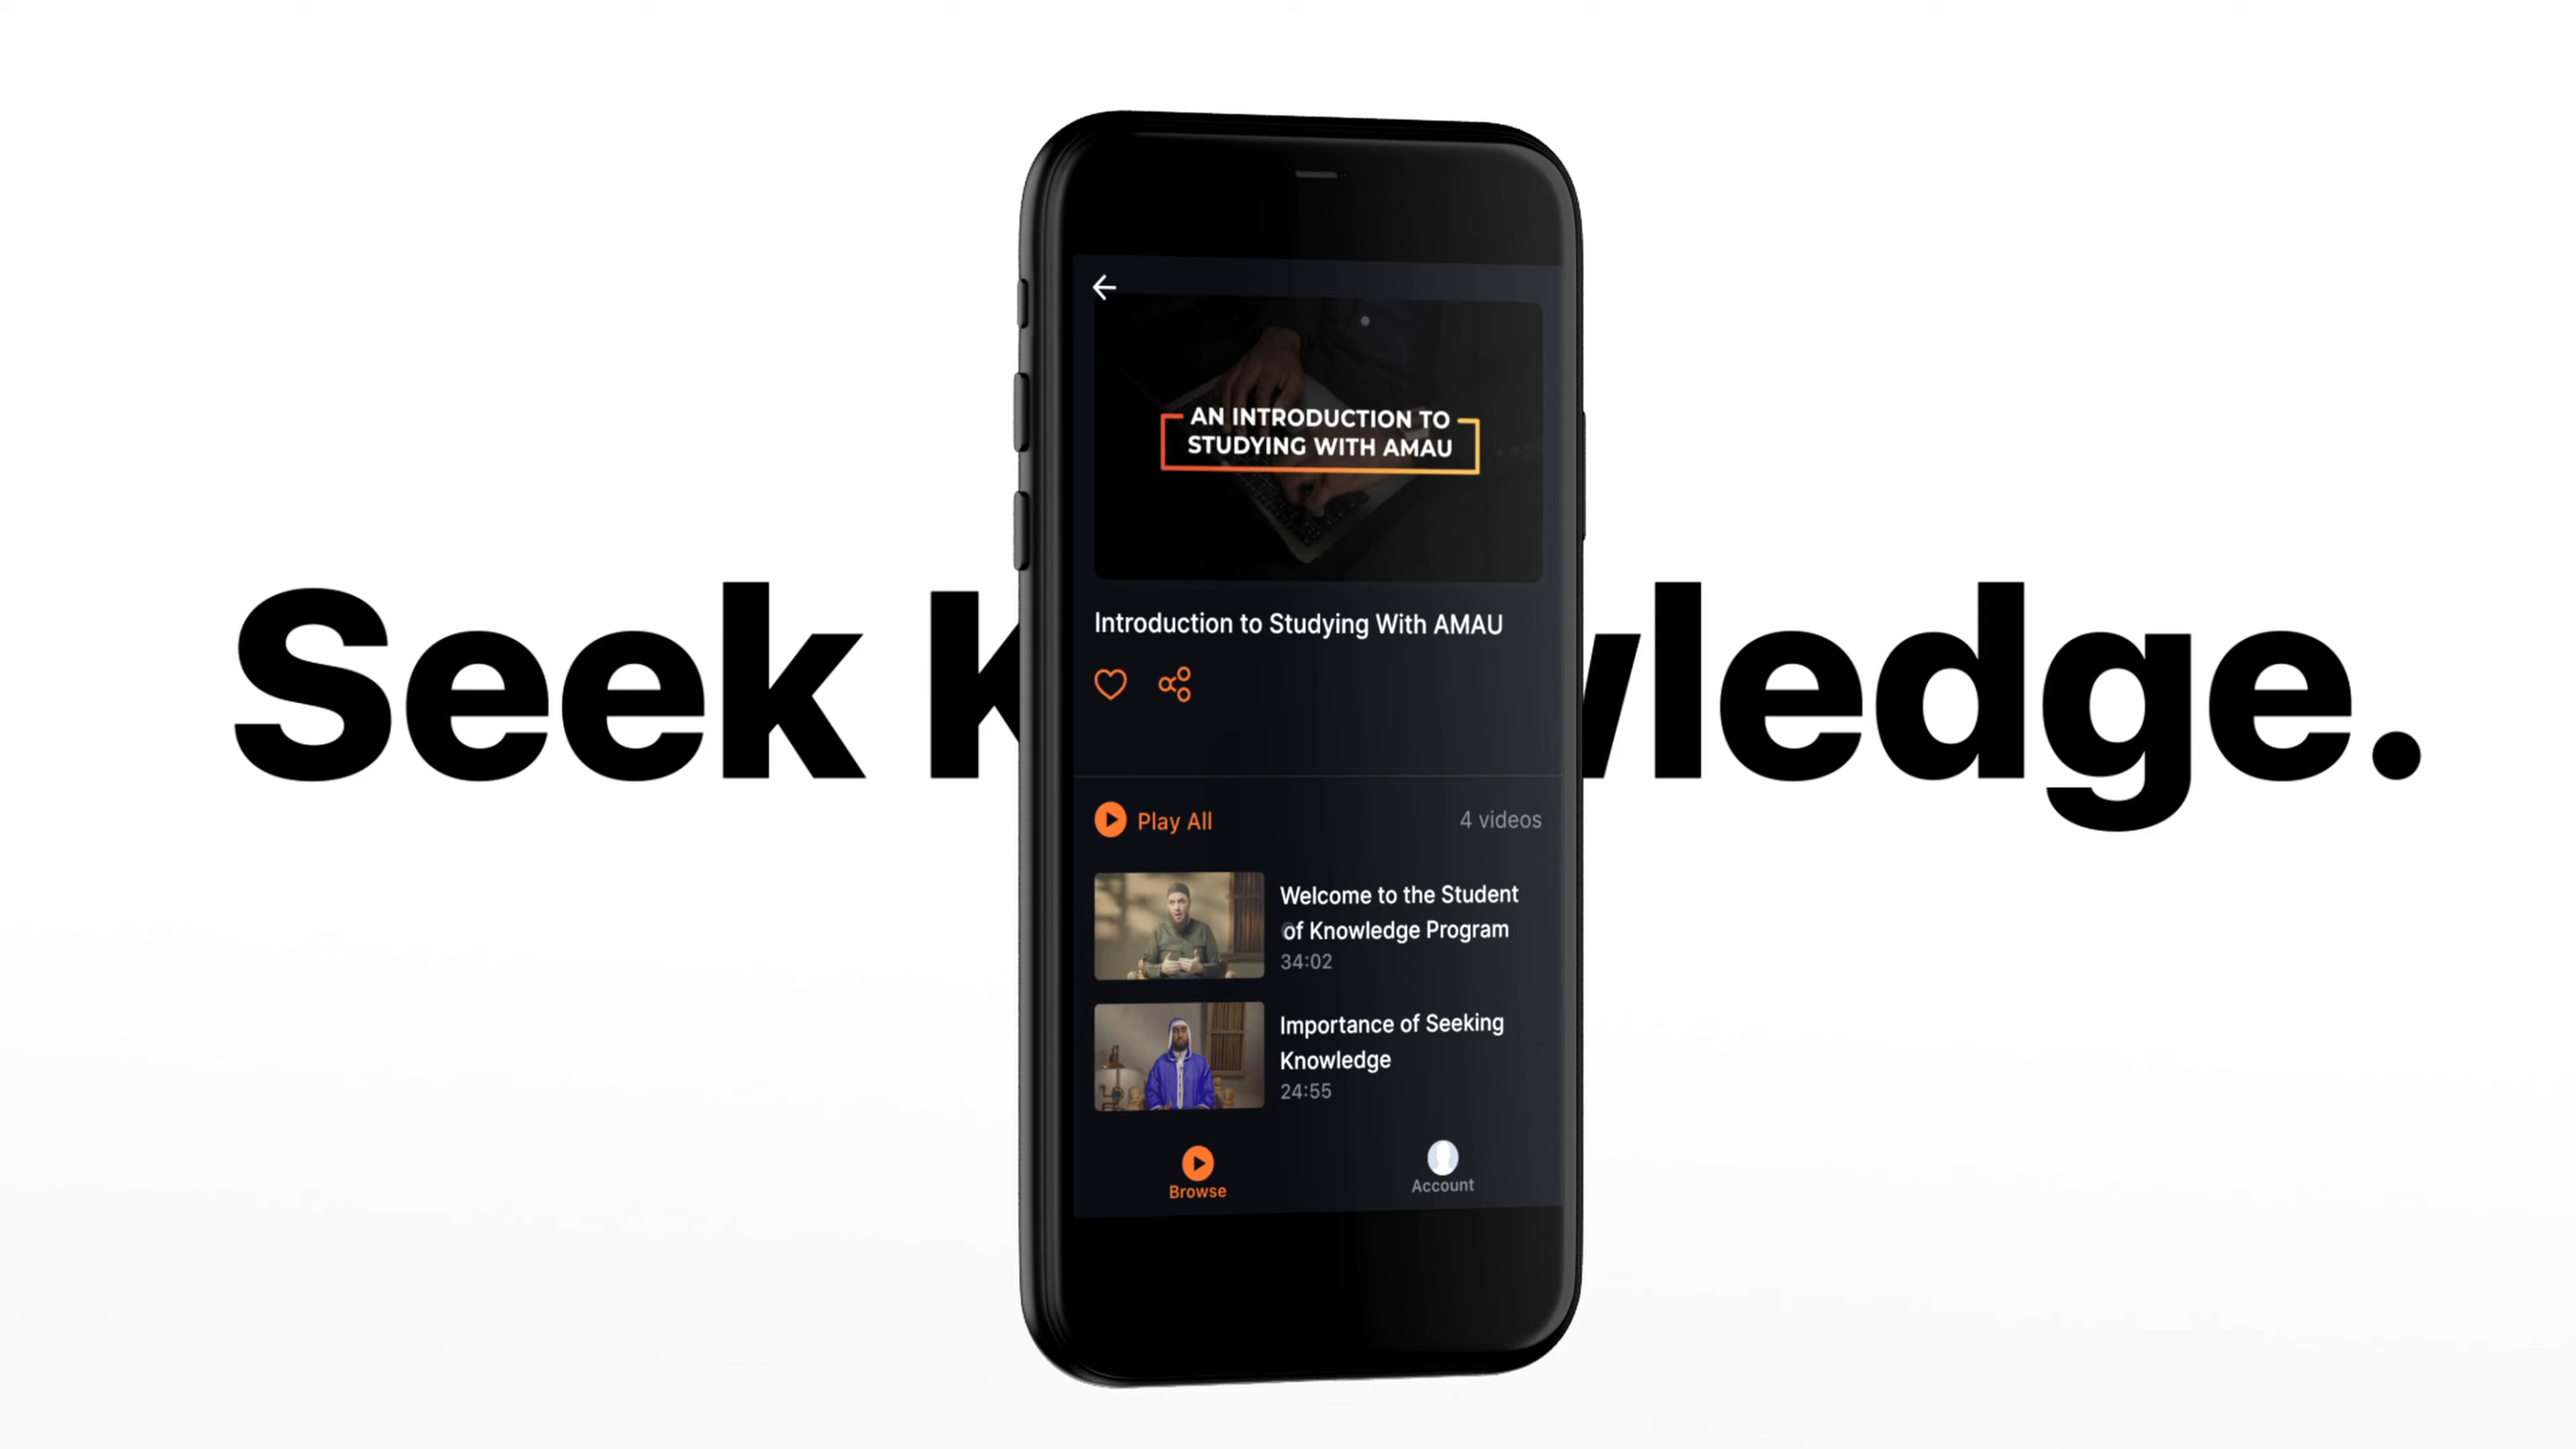 Seek K wledge.
AN INTRODUCTION TO
STUDYING WITH AMAU
Introduction to Studying With AMAU
Play All
4 videos
Welcome to the Student
of Knowledge Program
34:02
Importance of Seeking
Knowledge
24:55
Browse
Account